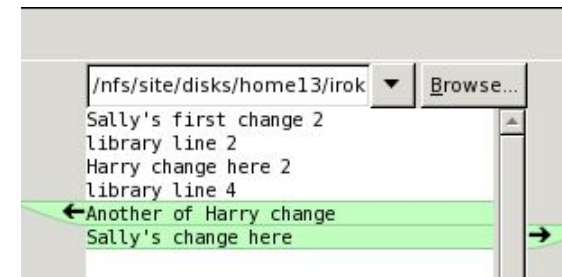 /nfs/site/disks/home13/irok Browse...
Sally's first change 2
library line 2
Harry change here 2
library line 4
Another of Harry change
Sally's change here